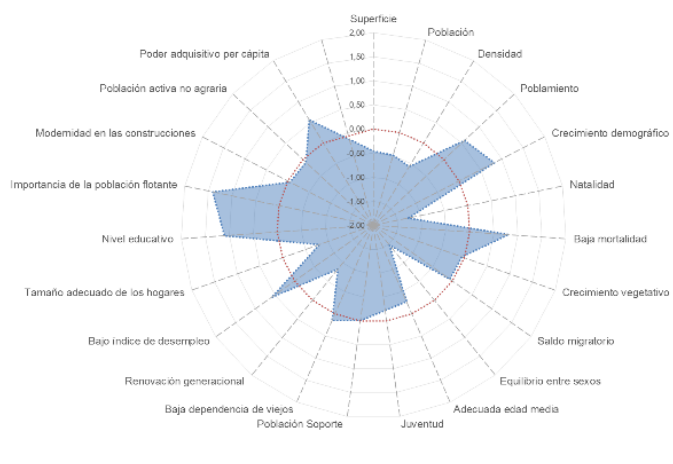 Superficie
2,00
Población
1,50
Densidad
Poder adquisitivo per cápita
1,00
Población activa no agraria
Poblamiento
0,50
Modernidad en las construcciones
0,00
Crecimiento demográfico
-0,50
Importancia de la población flotante
-1,00
Natalidad
-1,50
-2,00
Nivel educativo
Baja mortalidad
Tamaño adecuado de los hogares
Crecimiento vegetativo
Bajo índice de desempleo
Saldo migratorio
Renovación generacional
Equilibrio entre sexos
Baja dependencia de viejos
Adecuada edad media
Población Soporte
Juventud